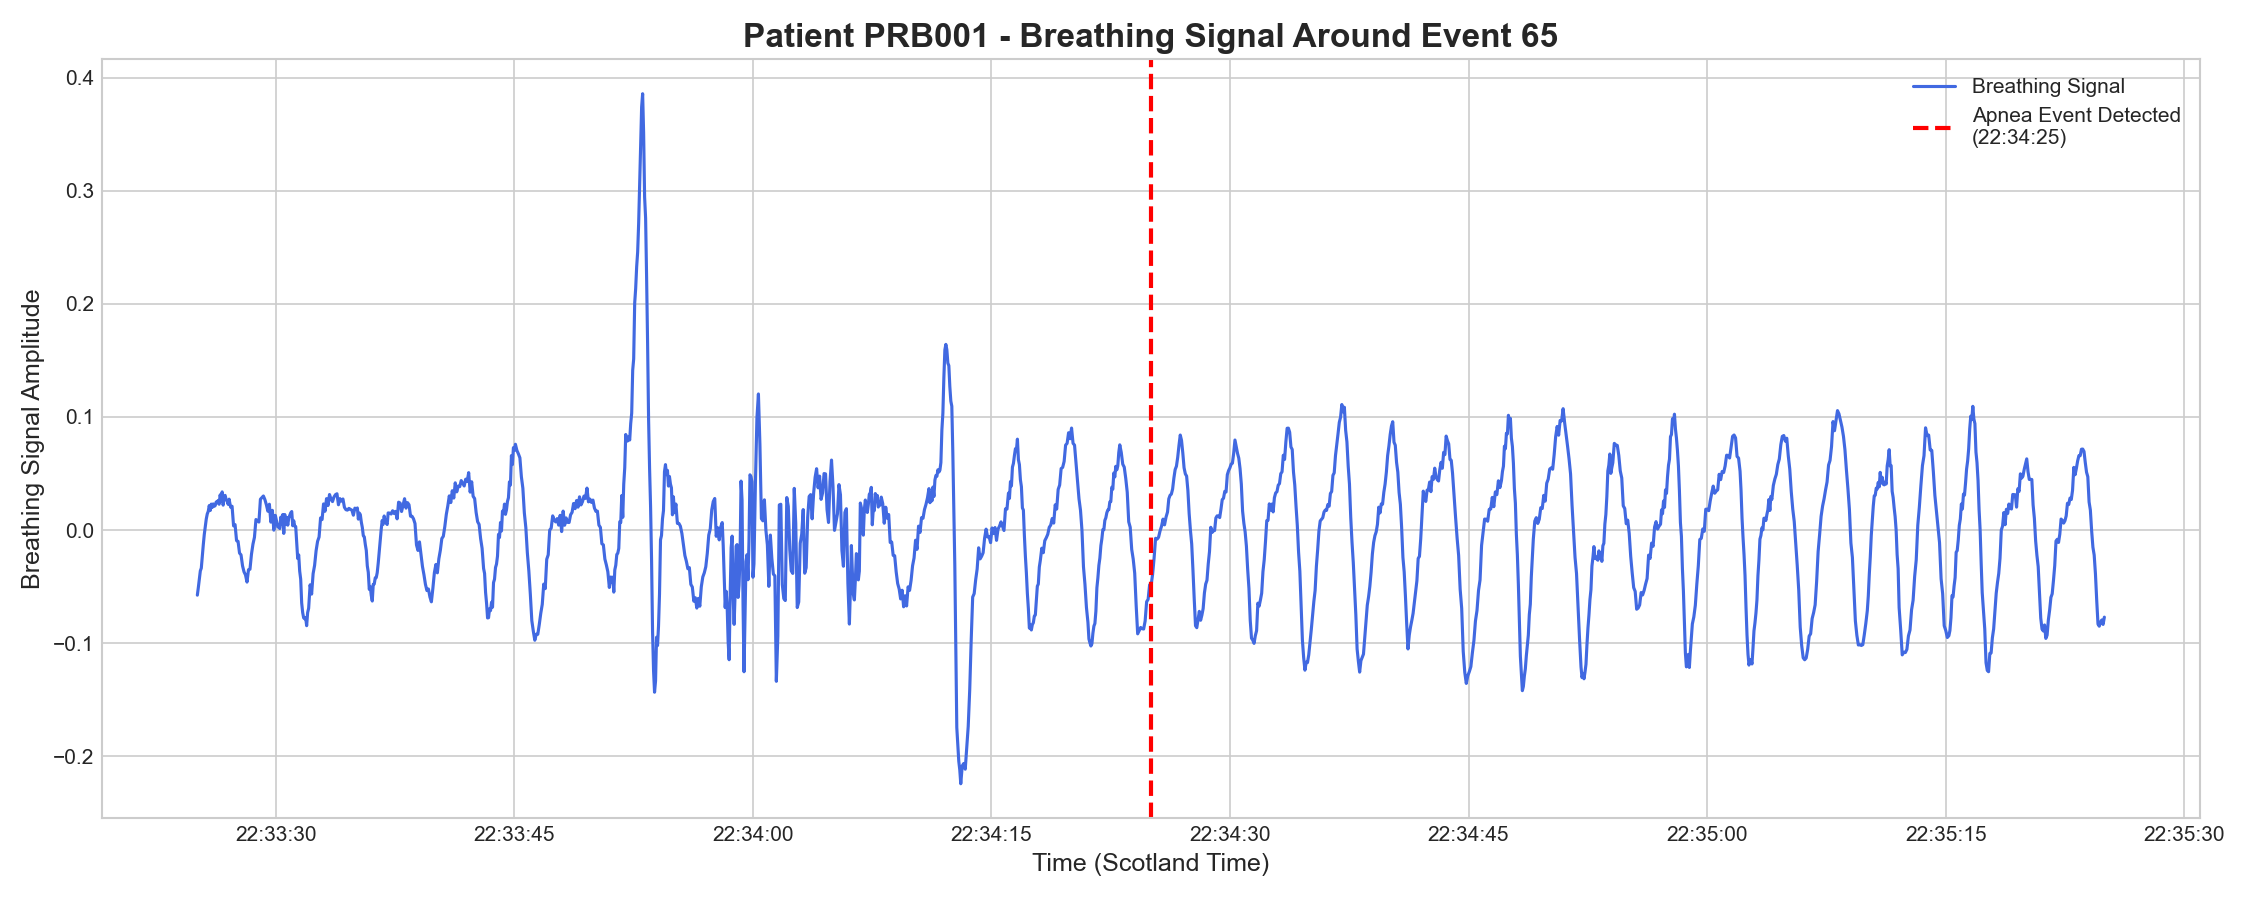 Patient PRB001 - Breathing Signal Around Event 65
Breathing Signal
Apnea Event Detected
(22:34:25)
Breathing Signal Amplitude
0.4
0.3
0.2
0.1
0.0
−0.1
−0.2
22:33:30 22:33:45 22:34:00 22:34:15 22:34:30 22:34:45 22:35:00 22:35:15 22:35:30
Time (Scotland Time)